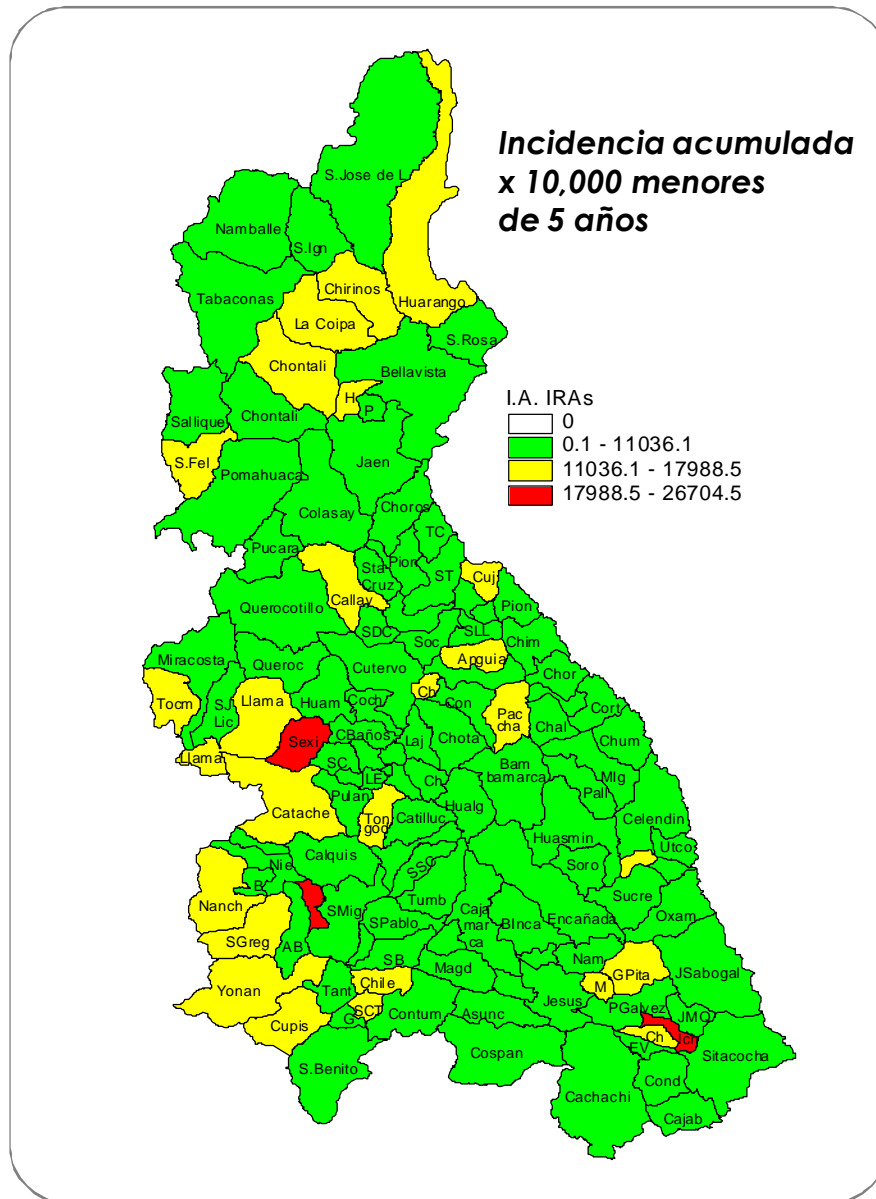 Incidencia acumulada
x 10,000 menores
de 5 años
S.Jose de L.
Namballe
S.Ign
Chirinos
Tabaconas
Huarango
La Coipa
S.Rosa
Chontali
Bellavista
I.A. IRAs
0
0.1 - 11036.1
11036.1 - 17988.5
17988.5 - 26704.5
H
P
Sallique
Chontali
S.Fel
Pomahuaca
Jaen
Colasay
Choros
TC
Pucara
Sta-
Cruz
Pion
ST
Cuj
Callay
Querocotillo
Pion
SDC
Soc
SLL
Chim
Miracosta
Queroc
Cutervo
Anguia
Chor
Tocm
SJ
Lic
Llama
Huam
Coch
Ch
Con
Pac
cha
Chal
Cort
Sexi
CBaños
Laj
Chota
Chum
Llama
SC
LE
Ch
Bam
bamarca
Mlg
Pall
Pulan
Catache
Ton
god
Catilluc
Hualg
Celendin
Huasmin
Utco
Nie
Calquis
SSC
Soro
B
Nanch
SMig
Tumb
Caja
mar
ca
Sucre
Oxam
SPablo
BInca
Encañada
SGreg
AB
SB
Magd
Nam
GPita
JSabogal
Yonan
Tant
Chile
Jesus
M
SCT
G
Contum
Asunc
PGalvez
JMQ
Cupis
Ch
Ichi
EV
Sitacocha
S.Benito
Cospan
Cond
Cachachi
Cajab